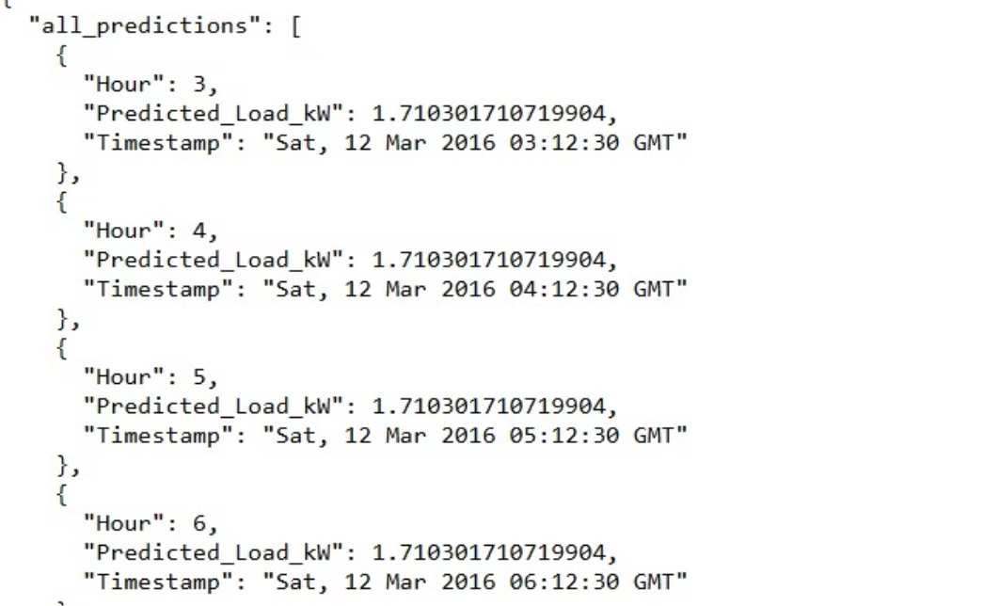 {
"all_predictions": [
{
"Hour": 3,
"Predicted_Load_kW": 1.710301710719904,
"Timestamp": "Sat, 12 Mar 2016 03:12:30 GMT"
},
{
"Hour": 4,
"Predicted_Load_kW": 1.710301710719904,
"Timestamp": "Sat, 12 Mar 2016 04:12:30 GMT"
},
{
"Hour": 5,
"Predicted_Load_kW": 1.710301710719904,
"Timestamp": "Sat, 12 Mar 2016 05:12:30 GMT"
},
{
"Hour": 6,
"Predicted_Load_kW": 1.710301710719904,
"Timestamp": "Sat, 12 Mar 2016 06:12:30 GMT"